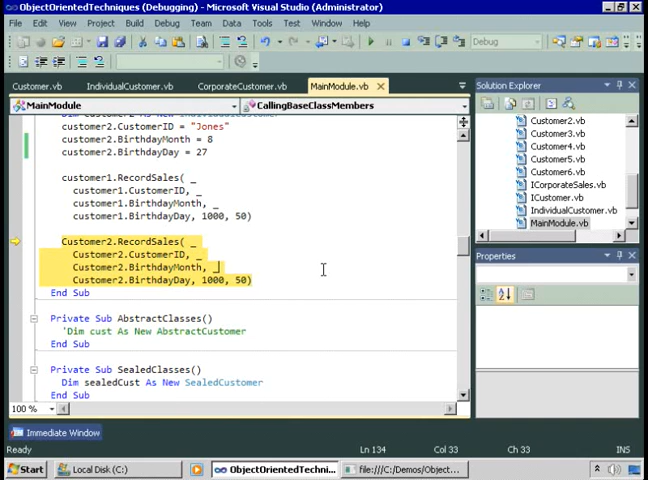 ObjectOrientedTechniques (Debugging) - Microsoft Visual Studio (Administrator)
File Edit View Project Build Debug Team Data Tools Test Window Help
Debug
Customer.vb IndividualCustomer.vb CorporateCustomer.vb MainModule.vb
MainModule CallingBaseClassMembers
customer2.CustomerID = "Jones"
customer2.BirthdayMonth = 8
customer2.BirthdayDay = 27
customer1.RecordSales( _
customer1.CustomerID, _
customer1.BirthdayMonth, _
customer1.BirthdayDay, 1000, 50)
Customer2.RecordSales( _
Customer2.CustomerID, _
Customer2.BirthdayMonth, _
Customer2.BirthdayDay, 1000, 50)
End Sub
Private Sub AbstractClasses()
'Dim cust As New AbstractCustomer
End Sub
Private Sub SealedClasses()
Dim sealedCust As New SealedCustomer
End Sub
100 %
Solution Explorer
Customer2.vb
Customer3.vb
Customer4.vb
Customer5.vb
Customer6.vb
ICorporateSales.vb
ICustomer.vb
IndividualCustomer.vb
MainModule.vb
Properties
Immediate Window
Ready Ln 134 Col 33 Ch 33 INS
Start Local Disk (C:) ObjectOrientedTechni... file:///C:/Demos/Object...